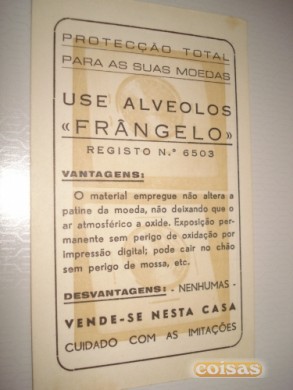 PROTECÇÃO TOTAL
PARA AS SUAS MOEDAS
USE ALVEOLOS
«FRÂNGELO»
REGISTO N.º 6503
VANTAGENS:
O material empregue não altera a
patine da moeda, não deixando que o
ar atmosférico a oxide. Exposição per-
manente sem perigo de oxidação por
impressão digital; pode cair no chão
sem perigo de mossa, etc.
DESVANTAGENS: - NENHUMAS -
VENDE-SE NESTA CASA
CUIDADO COM AS IMITAÇÕES
coisas